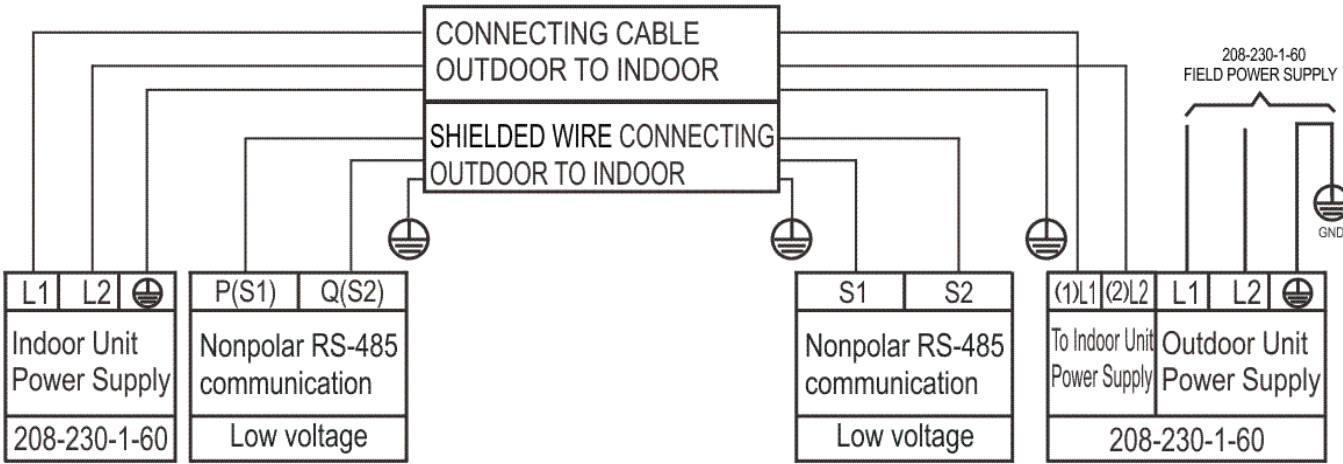 CONNECTING CABLE
OUTDOOR TO INDOOR
SHIELDED WIRE CONNECTING
OUTDOOR TO INDOOR
208-230-1-60
FIELD POWER SUPPLY
GND
L1 L2
Indoor Unit
Power Supply
208-230-1-60
P(S1) Q(S2)
Nonpolar RS-485
communication
Low voltage
S1 S2
Nonpolar RS-485
communication
Low voltage
(1)L1 (2)L2 L1 L2
To Indoor Unit
Power Supply
Outdoor Unit
Power Supply
208-230-1-60